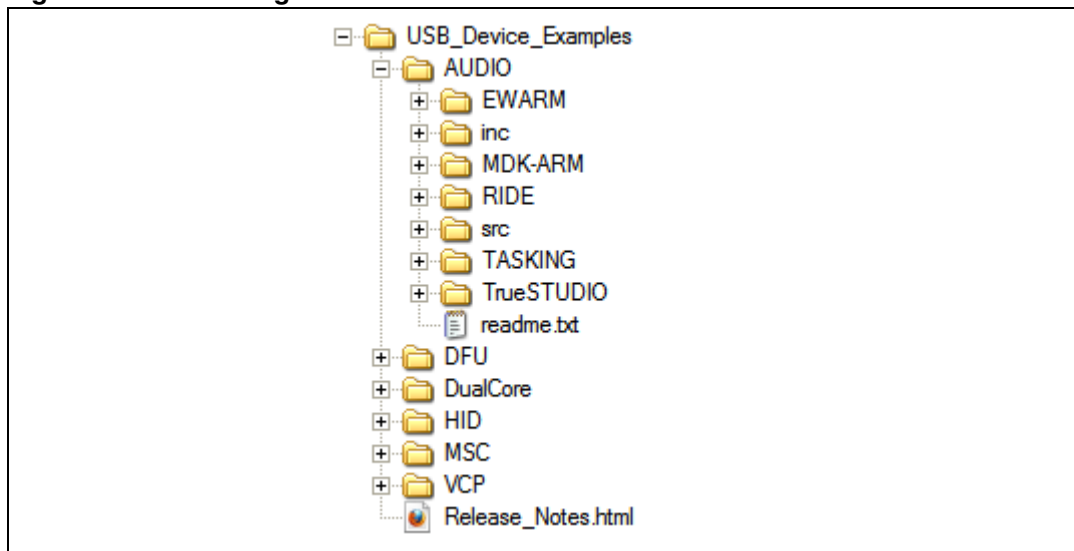 USB_Device_Examples
AUDIO
EWARM
inc
MDK-ARM
RIDE
src
TASKING
TrueSTUDIO
readme.txt
DFU
DualCore
HID
MSC
VCP
Release_Notes.html